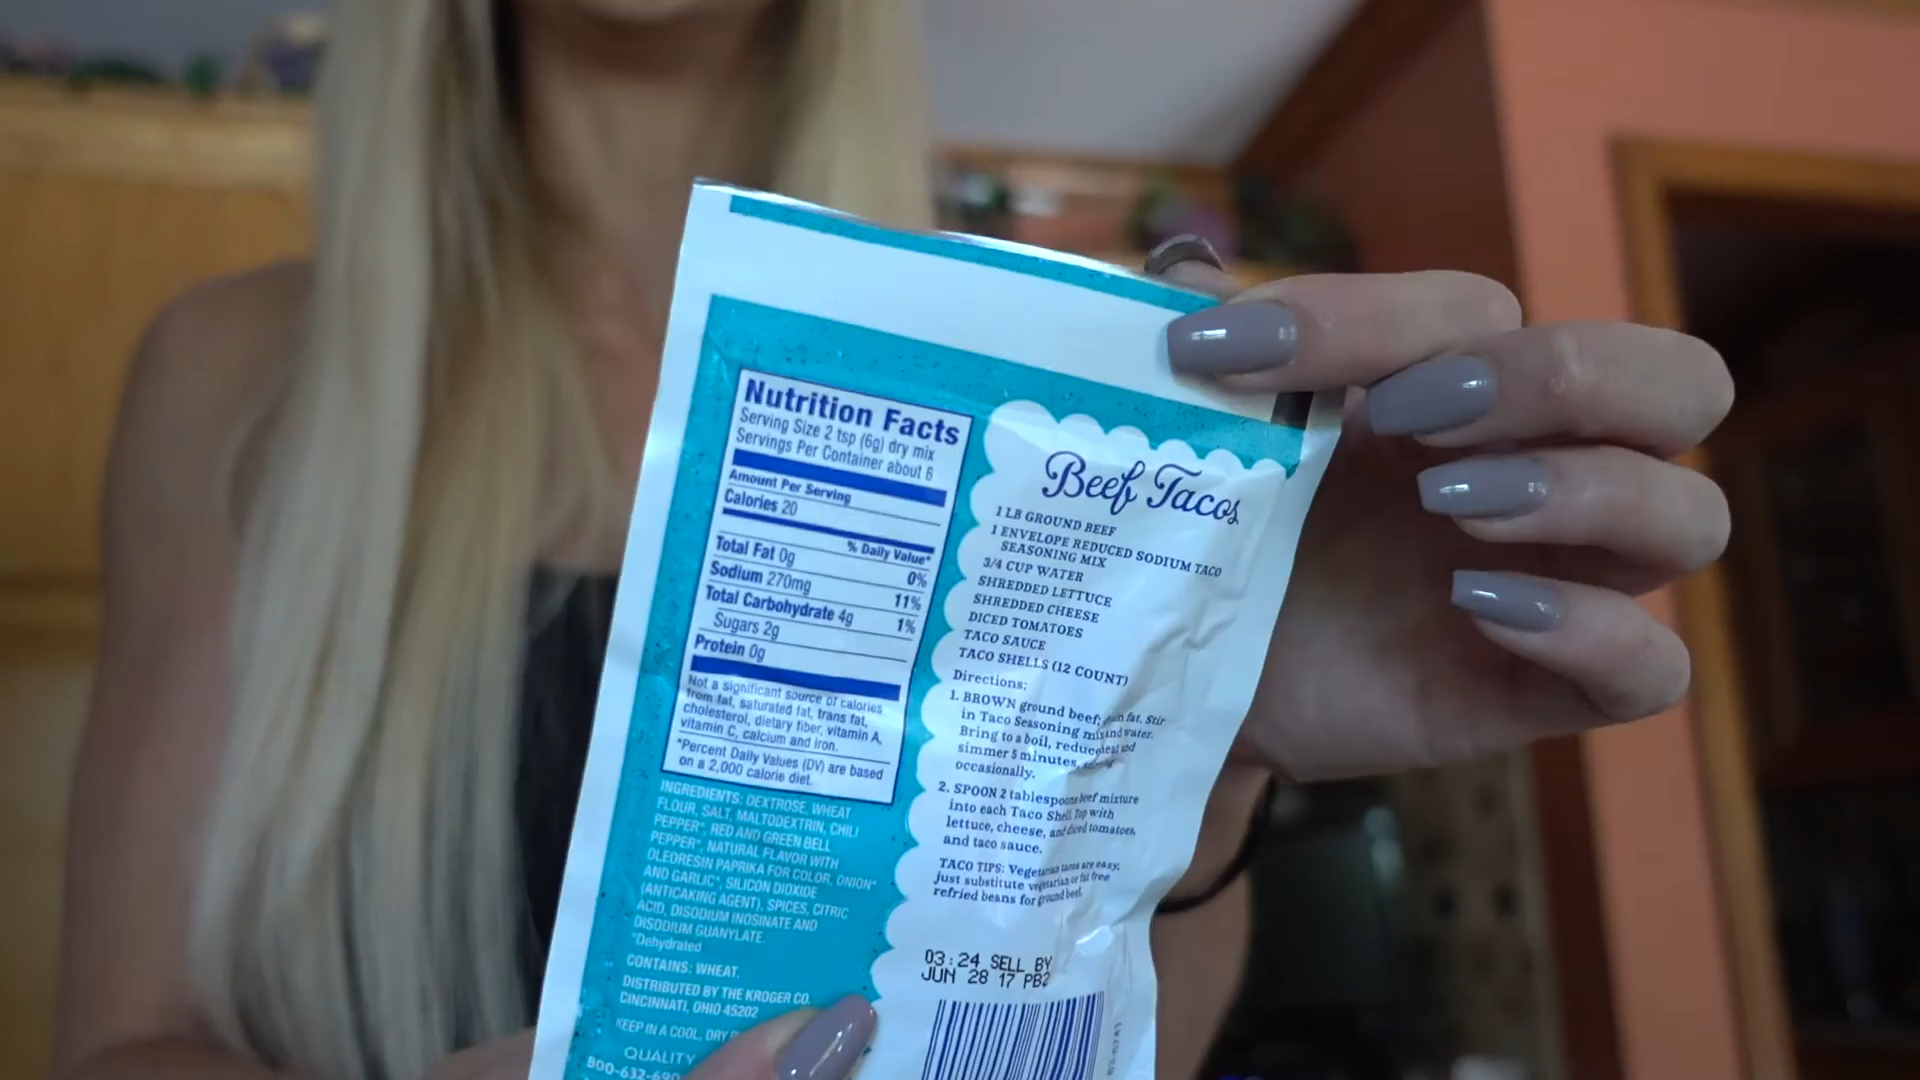 Nutrition Facts
Serving Size 2 tsp (6g) dry mix
Servings Per Container about 6
Amount Per Serving
Calories 20
% Daily Value*
Total Fat 0g 0%
Sodium 270mg 11%
Total Carbohydrate 4g 1%
Sugars 2g
Protein 0g
Not a significant source of calories
from fat, saturated fat, trans fat,
cholesterol, dietary fiber, vitamin A,
vitamin C, calcium and iron.
*Percent Daily Values (DV) are based
on a 2,000 calorie diet.
INGREDIENTS: DEXTROSE, WHEAT
FLOUR, SALT, MALTODEXTRIN, CHILI
PEPPER*, RED AND GREEN BELL
PEPPER*, NATURAL FLAVOR WITH
OLEORESIN PAPRIKA FOR COLOR, ONION*
AND GARLIC*, SILICON DIOXIDE
(ANTICAKING AGENT), SPICES, CITRIC
ACID, DISODIUM INOSINATE AND
DISODIUM GUANYLATE.
*Dehydrated
CONTAINS: WHEAT.
DISTRIBUTED BY THE KROGER CO.
CINCINNATI, OHIO 45202
KEEP IN A COOL, DRY
QUALITY
800-632-690
Beef Tacos
1 LB GROUND BEEF
1 ENVELOPE REDUCED SODIUM TACO
SEASONING MIX
3/4 CUP WATER
SHREDDED LETTUCE
SHREDDED CHEESE
DICED TOMATOES
TACO SAUCE
TACO SHELLS (12 COUNT)
Directions:
1. BROWN ground beef; drain fat. Stir
in Taco Seasoning mix and water.
Bring to a boil, reduce heat and
simmer 5 minutes,
occasionally.
2. SPOON 2 tablespoons beef mixture
into each Taco Shell. Top with
lettuce, cheese, and diced tomatoes,
and taco sauce.
TACO TIPS: Vegetarian tacos are easy,
just substitute vegetarian or fat free
refried beans for ground beef.
03:24 SELL BY
JUN 28 17 PB2